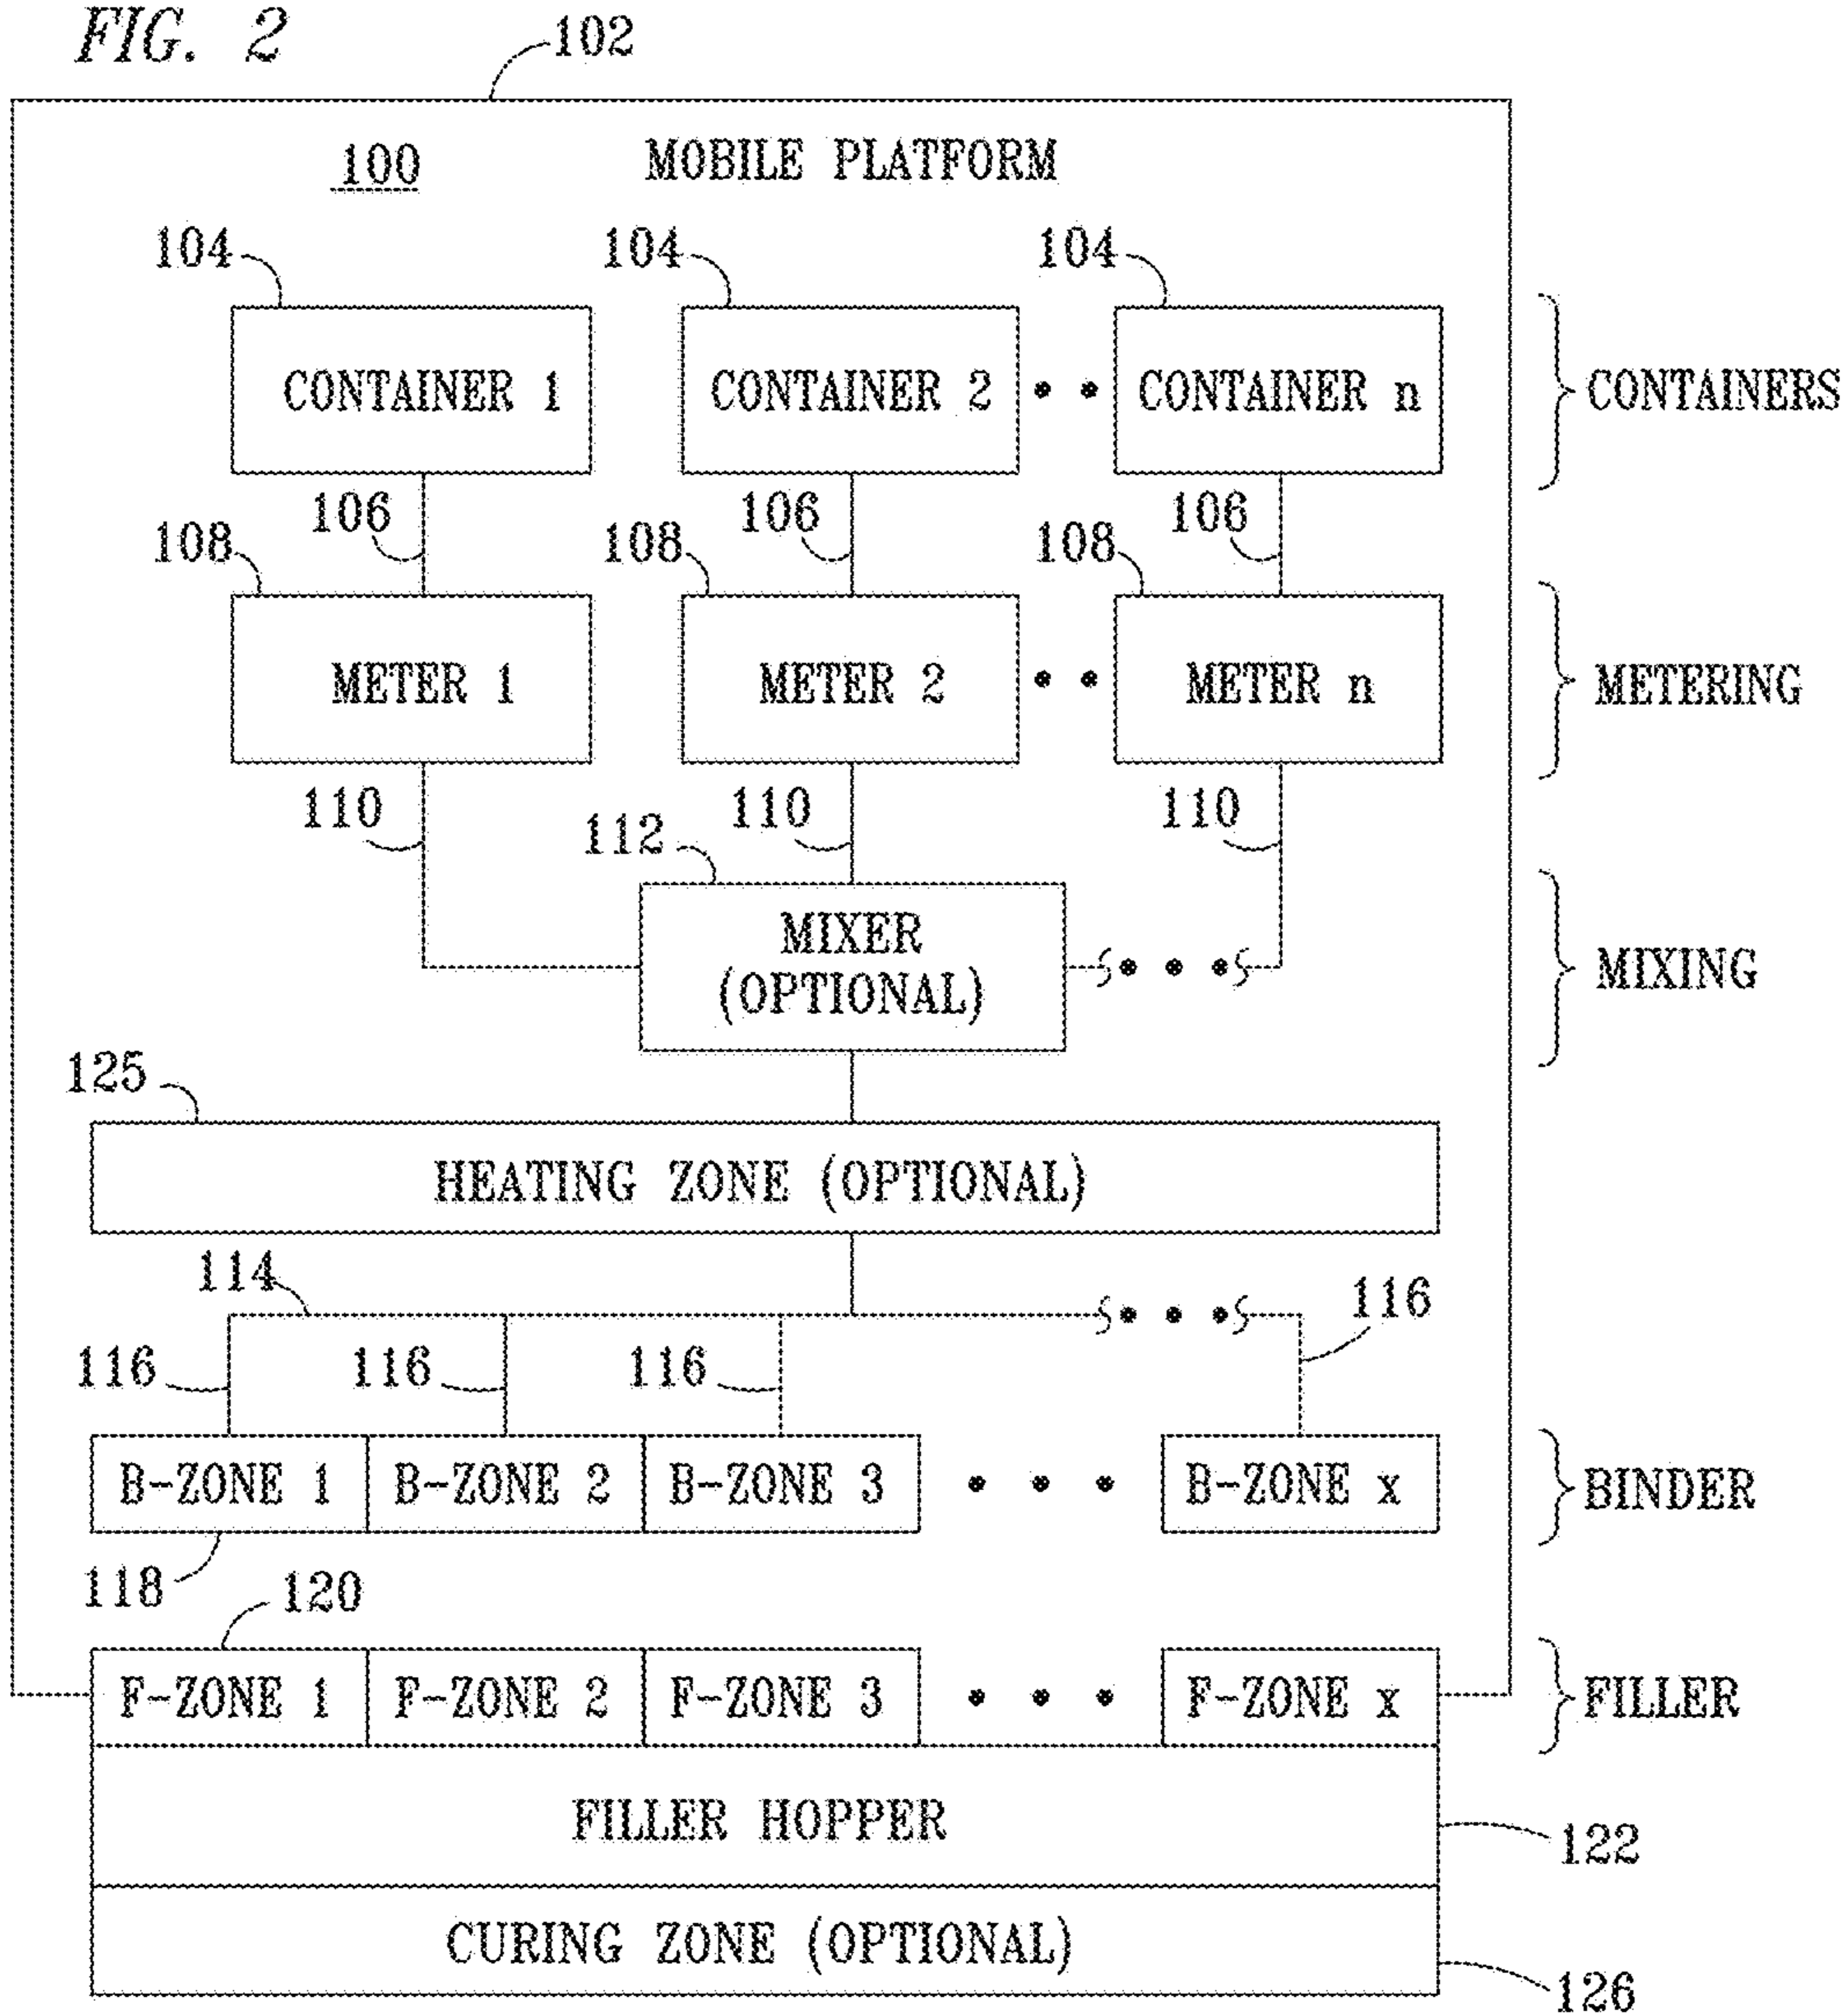 FIG. 2
102
100 MOBILE PLATFORM
104 104 104
CONTAINER 1 CONTAINER 2 • • CONTAINER n CONTAINERS
106 106 106
108 108 108
METER 1 METER 2 • • METER n METERING
110 110 110
112
MIXER
(OPTIONAL) • • • MIXING
125
HEATING ZONE (OPTIONAL)
114 • • • 116
116 116 116
B-ZONE 1 B-ZONE 2 B-ZONE 3 • • • B-ZONE x BINDER
118
120
F-ZONE 1 F-ZONE 2 F-ZONE 3 • • • F-ZONE x FILLER
FILLER HOPPER
122
CURING ZONE (OPTIONAL)
126